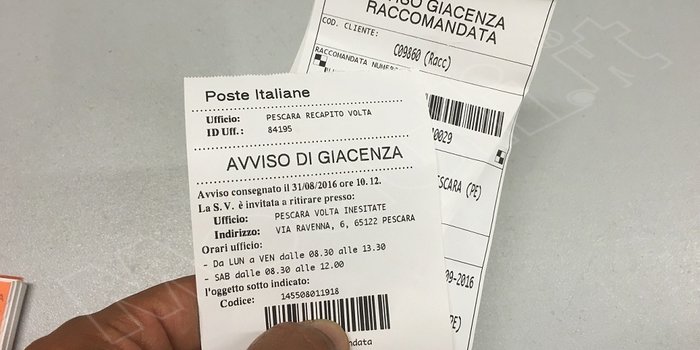 Poste Italiane
Ufficio: PESCARA RECAPITO VOLTA
ID Uff.: 84195
AVVISO DI GIACENZA
Avviso consegnato il 31/08/2016 ore 10.12.
La S.V. è invitata a ritirare presso:
Ufficio: PESCARA VOLTA INESITATE
Indirizzo: VIA RAVENNA, 6, 65122 PESCARA
Orari ufficio:
- Da LUN a VEN dalle 08.30 alle 13.30
- SAB dalle 08.30 alle 12.00
l'oggetto sotto indicato:
Codice: 145508011918
GIACENZA
RACCOMANDATA
COD. CLIENTE:
C09860 (Racc)
RACCOMANDATA NUMERO
0029
SCARA (PE)
09-2016
(PE)